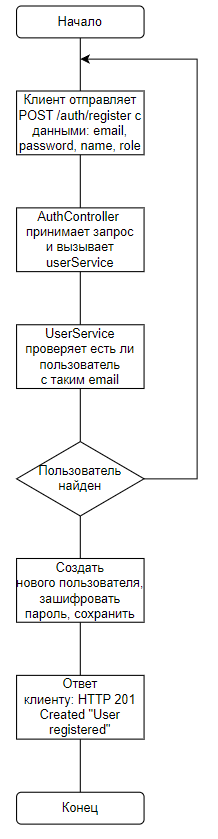 Начало
Клиент отправляет
POST /auth/register с
данными: email,
password, name, role
AuthController
принимает запрос
и вызывает
userService
UserService
проверяет есть ли
пользователь
с таким email
Пользователь
найден
Создать
нового пользователя,
зашифровать
пароль, сохранить
Ответ
клиенту: HTTP 201
Created "User
registered"
Конец